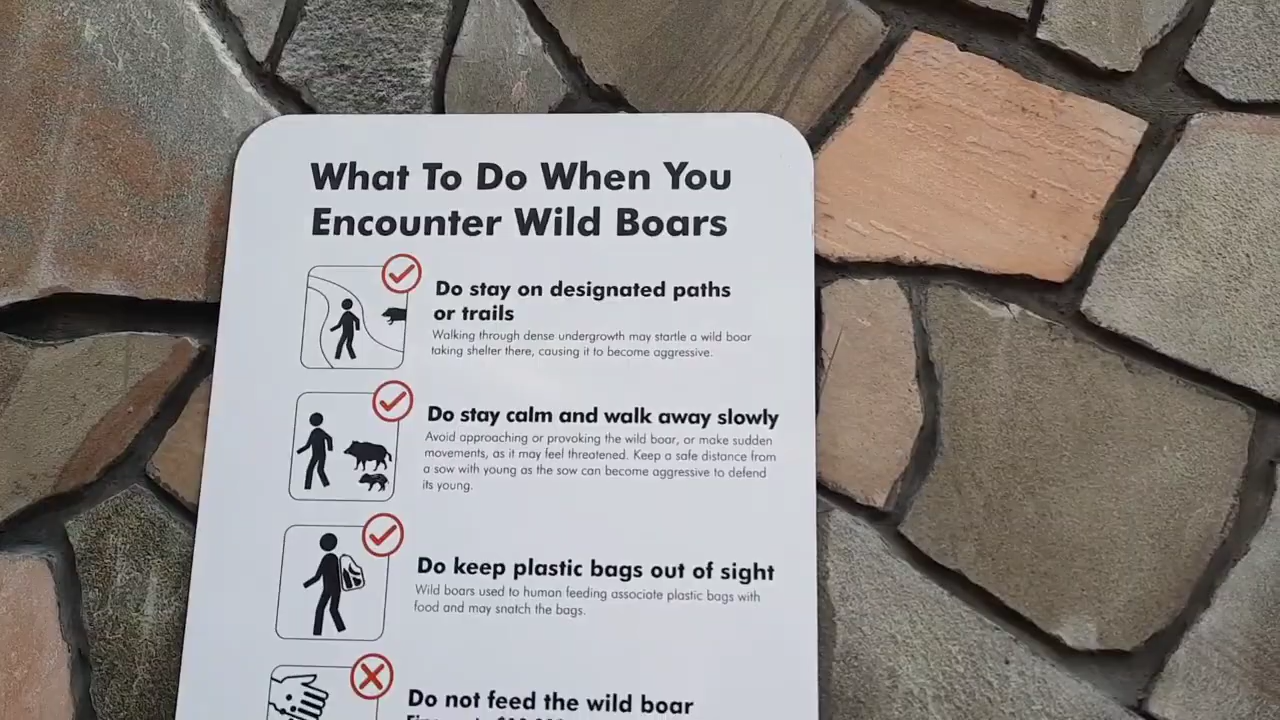 What To Do When You
Encounter Wild Boars
Do stay on designated paths
or trails
Walking through dense undergrowth may startle a wild boar
taking shelter there, causing it to become aggressive.
Do stay calm and walk away slowly
Avoid approaching or provoking the wild boar, or make sudden
movements, as it may feel threatened. Keep a safe distance from
a sow with young as the sow can become aggressive to defend
its young.
Do keep plastic bags out of sight
Wild boars used to human feeding associate plastic bags with
food and may snatch the bags.
Do not feed the wild boar